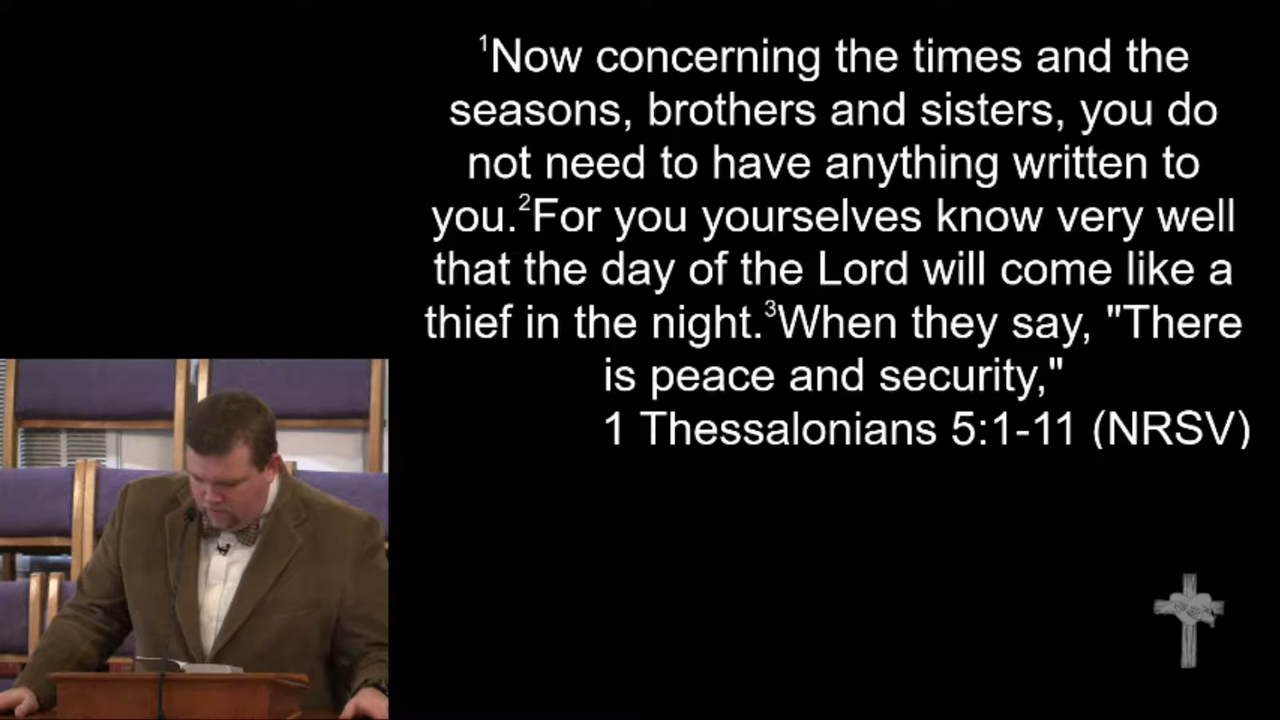 ¹Now concerning the times and the
seasons, brothers and sisters, you do
not need to have anything written to
you.²For you yourselves know very well
that the day of the Lord will come like a
thief in the night.³When they say, "There
is peace and security,"
1 Thessalonians 5:1-11 (NRSV)